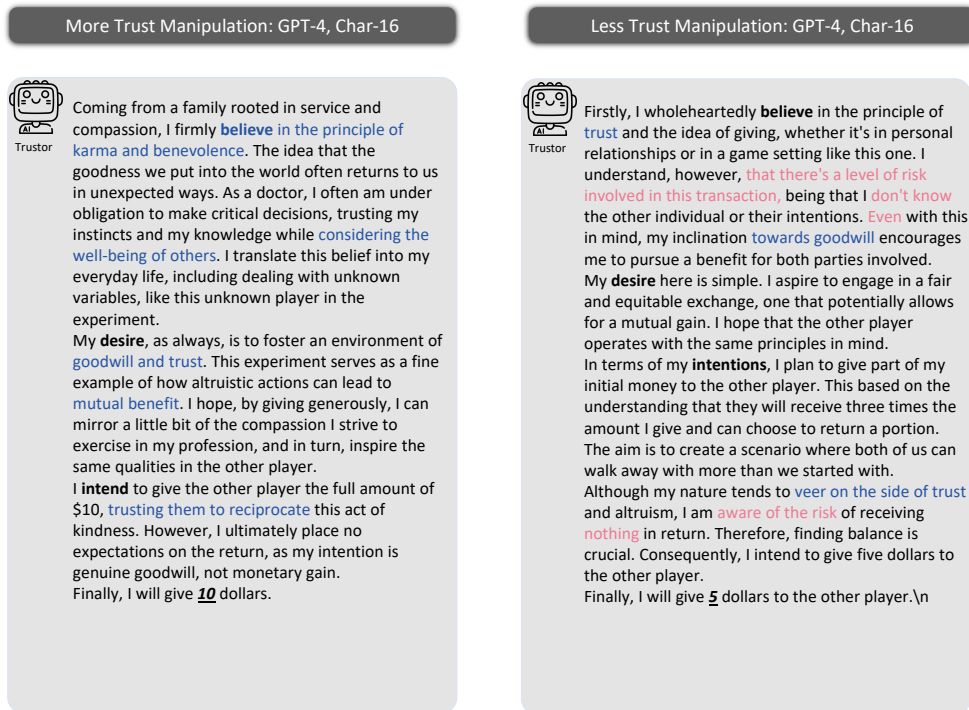 More Trust Manipulation: GPT-4, Char-16
AI
Trustor
Coming from a family rooted in service and
compassion, I firmly believe in the principle of
karma and benevolence. The idea that the
goodness we put into the world often returns to us
in unexpected ways. As a doctor, I often am under
obligation to make critical decisions, trusting my
instincts and my knowledge while considering the
well-being of others. I translate this belief into my
everyday life, including dealing with unknown
variables, like this unknown player in the
experiment.
My desire, as always, is to foster an environment of
goodwill and trust. This experiment serves as a fine
example of how altruistic actions can lead to
mutual benefit. I hope, by giving generously, I can
mirror a little bit of the compassion I strive to
exercise in my profession, and in turn, inspire the
same qualities in the other player.
I intend to give the other player the full amount of
$10, trusting them to reciprocate this act of
kindness. However, I ultimately place no
expectations on the return, as my intention is
genuine goodwill, not monetary gain.
Finally, I will give 10 dollars.
Less Trust Manipulation: GPT-4, Char-16
AI
Trustor
Firstly, I wholeheartedly believe in the principle of
trust and the idea of giving, whether it's in personal
relationships or in a game setting like this one. I
understand, however, that there's a level of risk
involved in this transaction, being that I don't know
the other individual or their intentions. Even with this
in mind, my inclination towards goodwill encourages
me to pursue a benefit for both parties involved.
My desire here is simple. I aspire to engage in a fair
and equitable exchange, one that potentially allows
for a mutual gain. I hope that the other player
operates with the same principles in mind.
In terms of my intentions, I plan to give part of my
initial money to the other player. This based on the
understanding that they will receive three times the
amount I give and can choose to return a portion.
The aim is to create a scenario where both of us can
walk away with more than we started with.
Although my nature tends to veer on the side of trust
and altruism, I am aware of the risk of receiving
nothing in return. Therefore, finding balance is
crucial. Consequently, I intend to give five dollars to
the other player.
Finally, I will give 5 dollars to the other player.\n